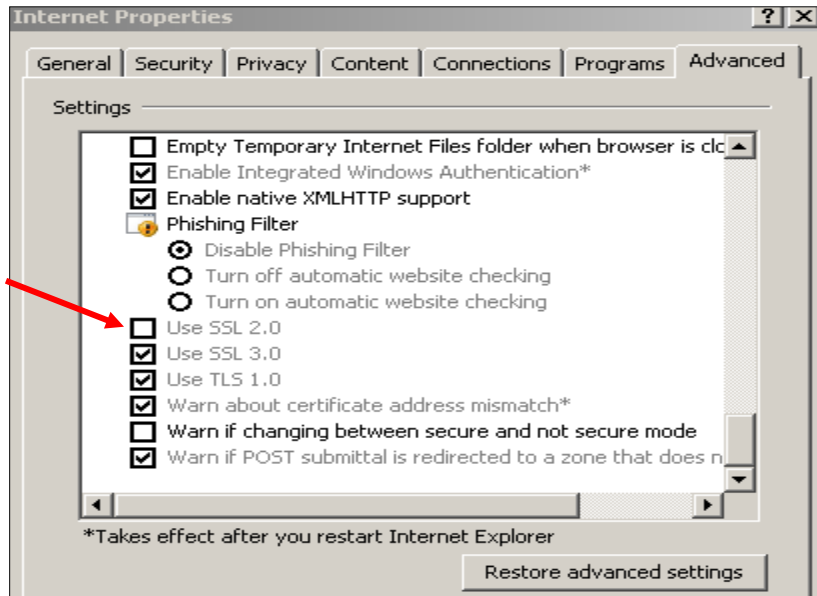 Internet Properties
General Security Privacy Content Connections Programs Advanced
Settings
Empty Temporary Internet Files folder when browser is clo
Enable Integrated Windows Authentication*
Enable native XMLHTTP support
Phishing Filter
Disable Phishing Filter
Turn off automatic website checking
Turn on automatic website checking
Use SSL 2.0
Use SSL 3.0
Use TLS 1.0
Warn about certificate address mismatch*
Warn if changing between secure and not secure mode
Warn if POST submittal is redirected to a zone that does n
*Takes effect after you restart Internet Explorer
Restore advanced settings